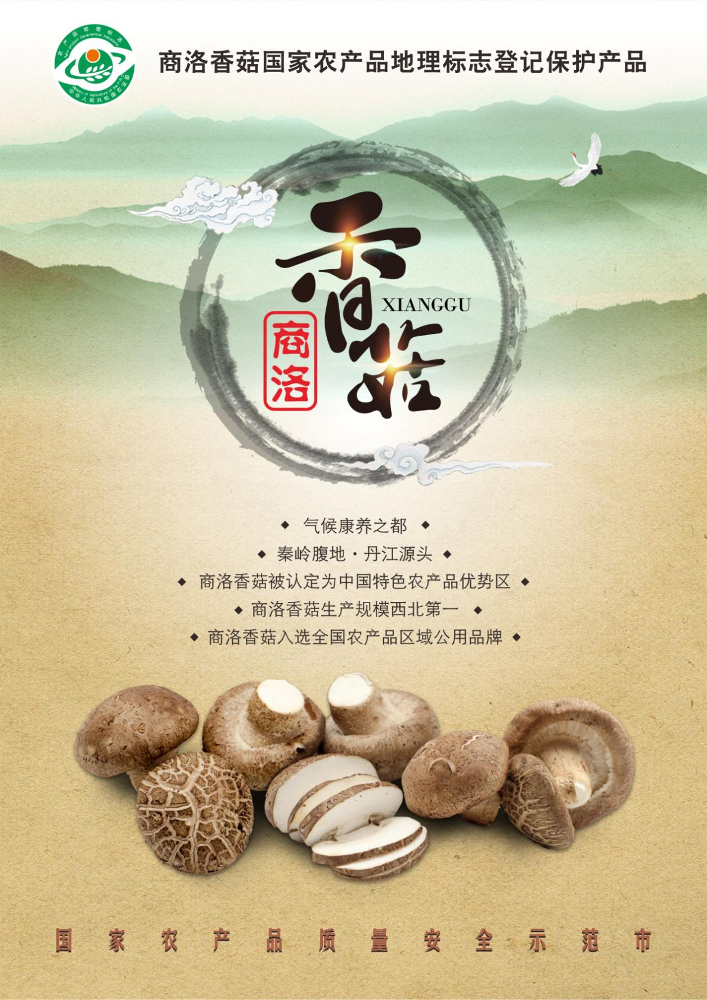 农产品地理标志
Agro-product Geographical Indications
Ministry of Agriculture of the P.R.C
中华人民共和国农业部
商洛香菇国家农产品地理标志登记保护产品
香菇
XIANGGU
商洛
气候康养之都
秦岭腹地·丹江源头
商洛香菇被认定为中国特色农产品优势区
商洛香菇生产规模西北第一
商洛香菇入选全国农产品区域公用品牌
国家农产品质量安全示范市